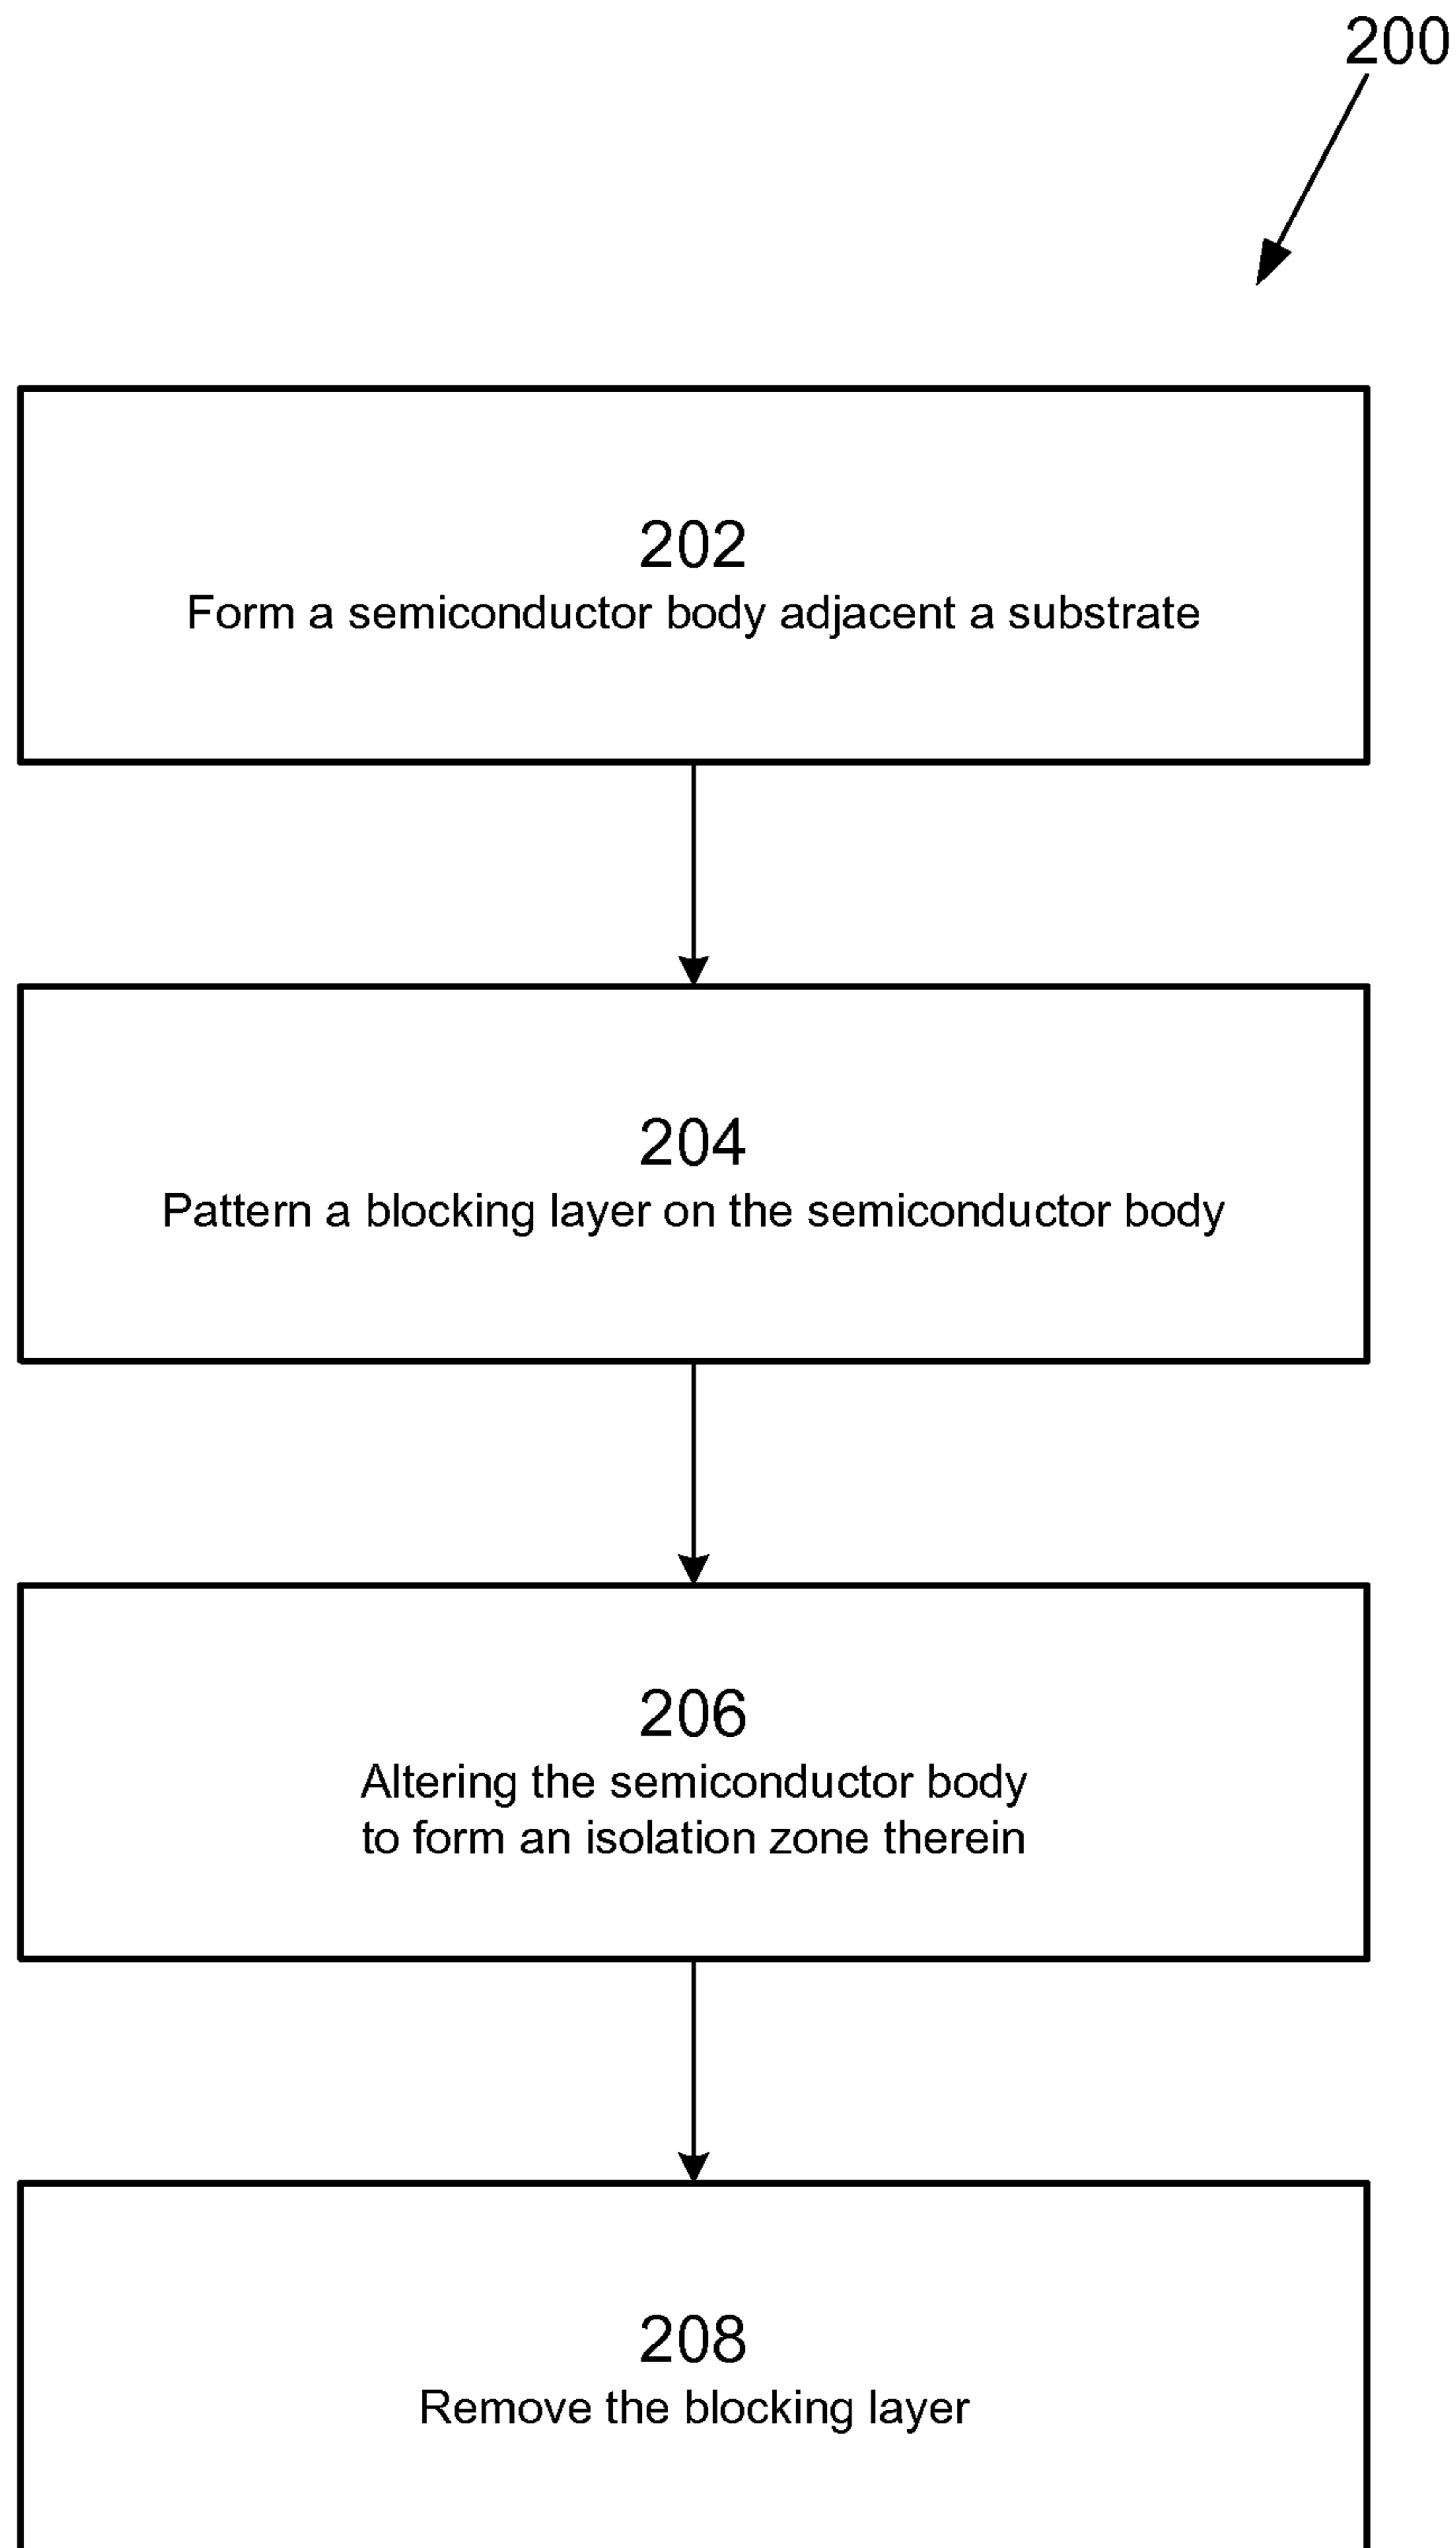 200
202
Form a semiconductor body adjacent a substrate
204
Pattern a blocking layer on the semiconductor body
206
Altering the semiconductor body
to form an isolation zone therein
208
Remove the blocking layer